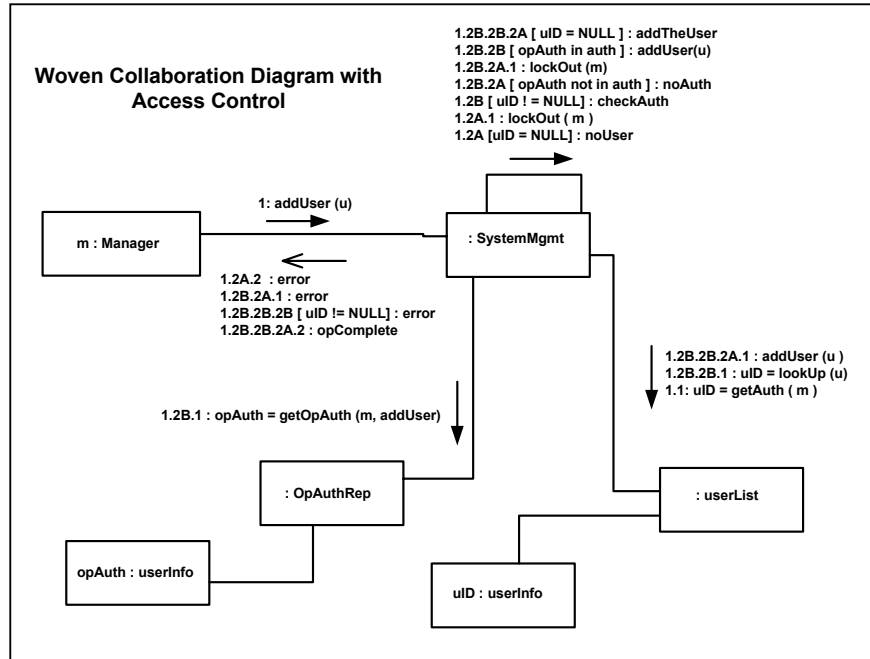 1.2B.2B.2A [ uID = NULL ] : addTheUser
1.2B.2B [ opAuth in auth ] : addUser(u)
1.2B.2A.1 : lockOut (m)
1.2B.2A [ opAuth not in auth ] : noAuth
1.2B [ uID ! = NULL] : checkAuth
1.2A.1 : lockOut ( m )
1.2A [uID = NULL] : noUser
Woven Collaboration Diagram with
Access Control
1: addUser (u)
m : Manager
: SystemMgmt
1.2A.2 : error
1.2B.2A.1 : error
1.2B.2B.2B [ uID != NULL] : error
1.2B.2B.2A.2 : opComplete
1.2B.2B.2A.1 : addUser (u )
1.2B.2B.1 : uID = lookUp (u)
1.1: uID = getAuth ( m )
1.2B.1 : opAuth = getOpAuth (m, addUser)
: OpAuthRep
: userList
opAuth : userInfo
uID : userInfo